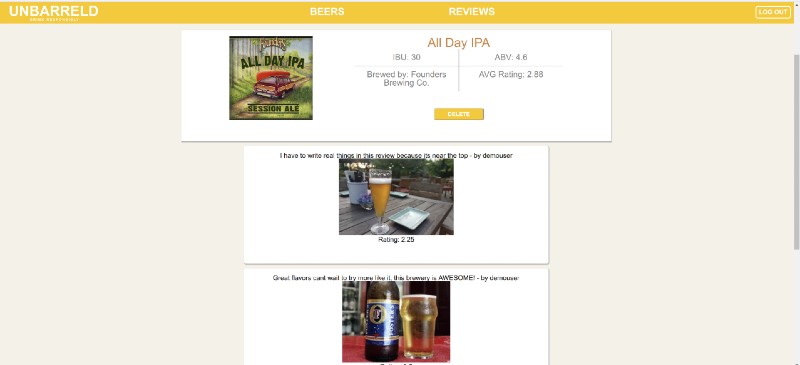 UNBARRELD
DRINK RESPONSIBLY
BEERS
REVIEWS
LOG OUT
ALL DAY IPA
SESSION ALE
All Day IPA
IBU: 30
ABV: 4.6
Brewed by: Founders
Brewing Co.
AVG Rating: 2.88
DELETE
I have to write real things in this review because its near the top - by demouser
Rating: 2.25
Great flavors cant wait to try more like it, this brewery is AWESOME! - by demouser